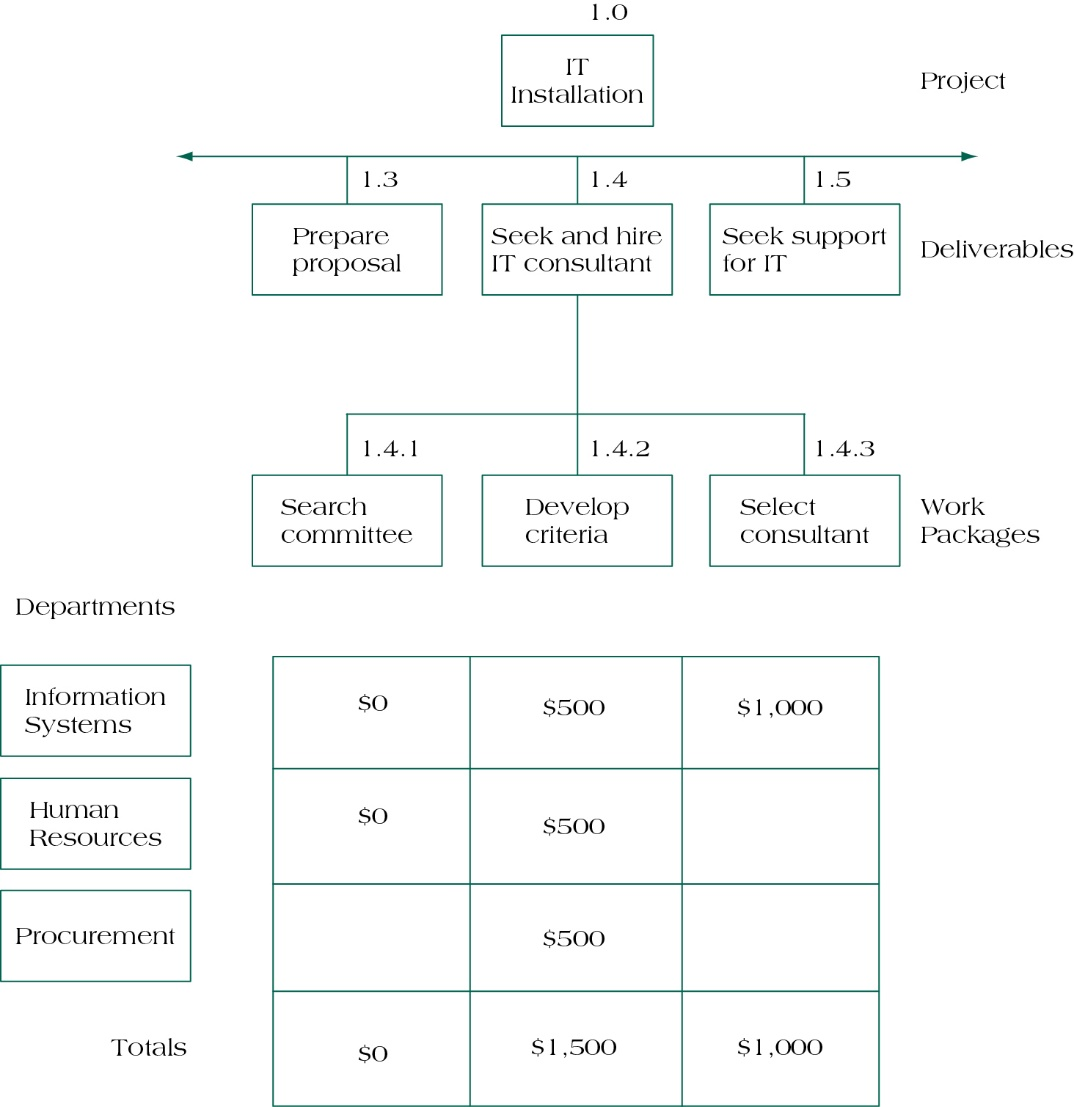 1.0
IT
Installation
Project
1.3
1.4
1.5
Prepare
proposal
Seek and hire
IT consultant
Seek support
for IT
Deliverables
1.4.1
1.4.2
1.4.3
Search
committee
Develop
criteria
Select
consultant
Work
Packages
Departments
Information
Systems
$0
$500
$1,000
Human
Resources
$0
$500
Procurement
$500
Totals
$0
$1,500
$1,000